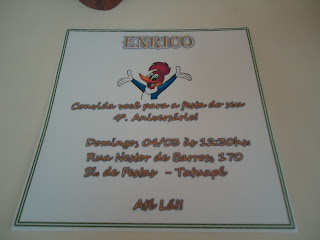 ENRICO
Convida você para a festa do seu
4º. Aniversário!
Domingo, 04/03 às 12:30hs.
Rua Nestor de Barros, 170
Sl. de Festas - Tatuapé
Até Lá!!